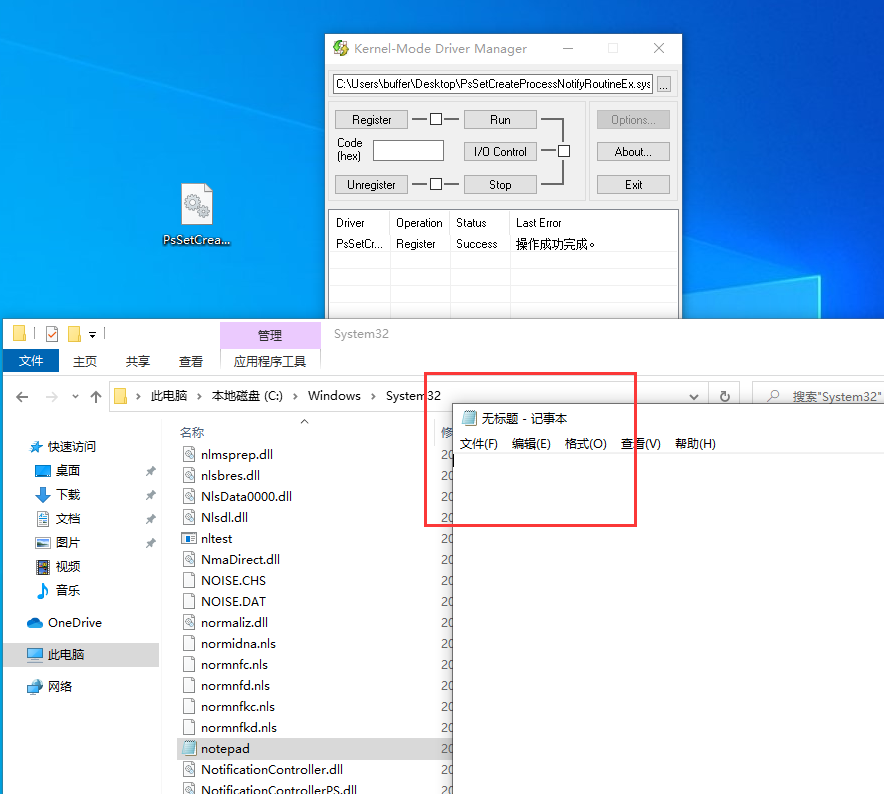 Kernel-Mode Driver Manager
C:\Users\buffer\Desktop\PsSetCreateProcessNotifyRoutineEx.sys
...
Register
Run
Options...
Code
(hex)
I/O Control
About...
Unregister
Stop
Exit
Driver Operation Status Last Error
PsSetCr... Register Success 操作成功完成。
PsSetCrea...
管理
System32
文件 主页 共享 查看 应用程序工具
此电脑 本地磁盘 (C:) Windows System32
搜索"System32"
快速访问
桌面
下载
文档
图片
视频
音乐
OneDrive
此电脑
网络
名称
修
nlmsprep.dll
20
nlsbres.dll
20
NlsData0000.dll
20
Nlsdl.dll
20
nltest
20
NmaDirect.dll
20
NOISE.CHS
20
NOISE.DAT
20
normaliz.dll
20
normidna.nls
20
normnfc.nls
20
normnfd.nls
20
normnfkc.nls
20
normnfkd.nls
20
notepad
20
NotificationController.dll
20
NotificationControllerPS.dll
20
无标题 - 记事本
文件(F) 编辑(E) 格式(O) 查看(V) 帮助(H)